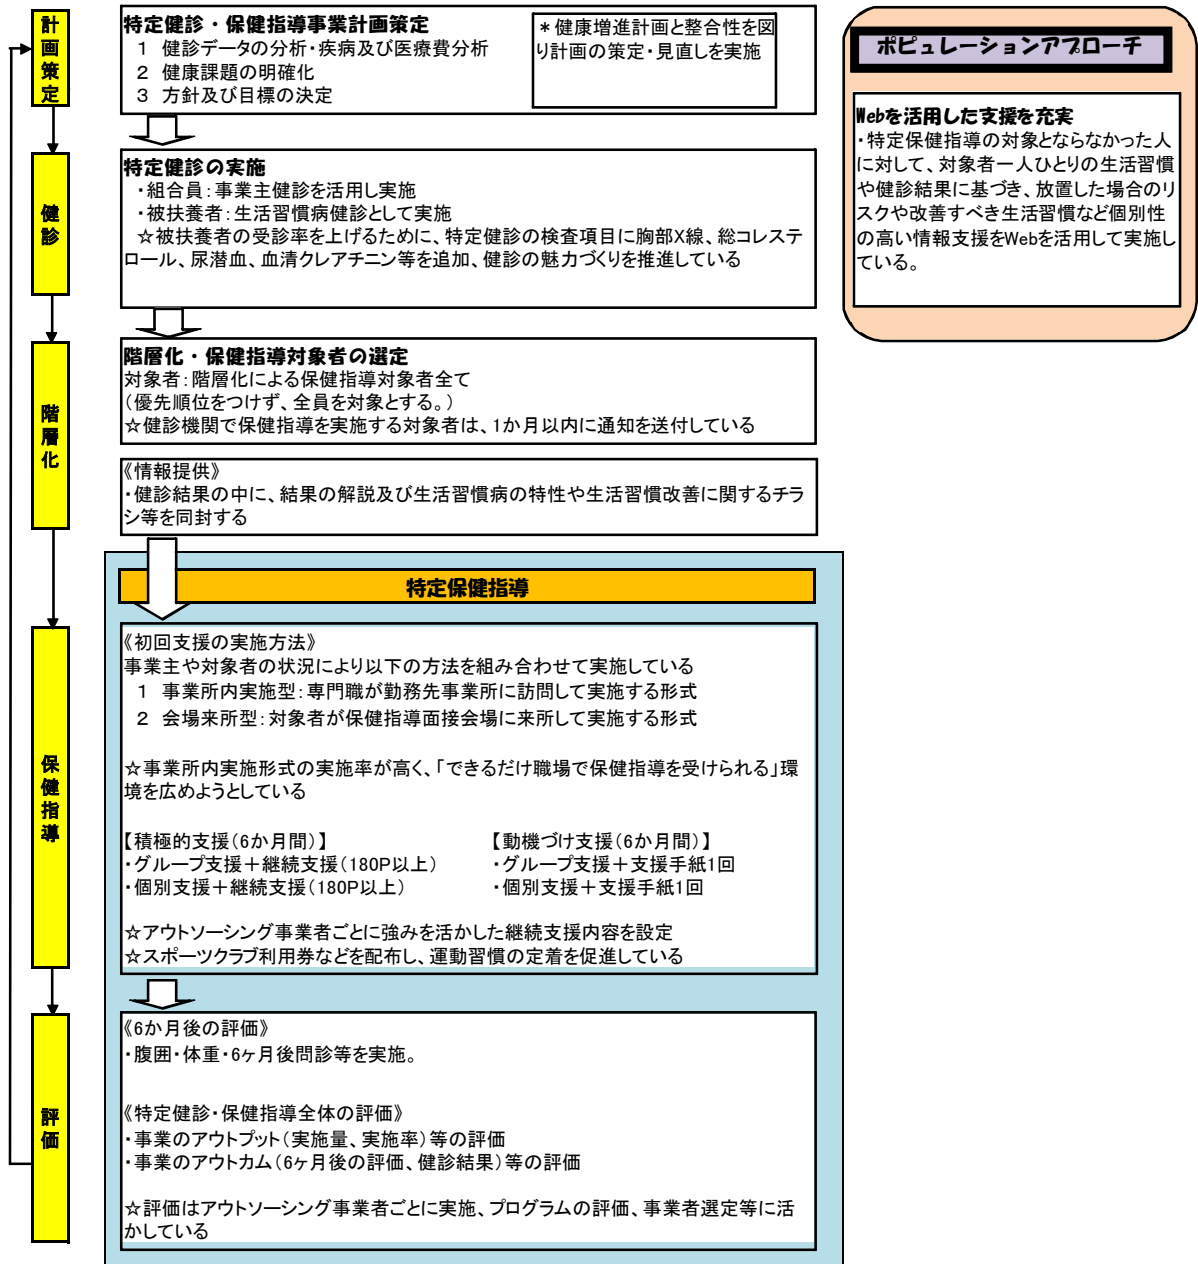 計画策定
特定健診・保健指導事業計画策定
1 健診データの分析・疾病及び医療費分析
2 健康課題の明確化
3 方針及び目標の決定
*健康増進計画と整合性を図
り計画の策定・見直しを実施
健診
特定健診の実施
・組合員:事業主健診を活用し実施
・被扶養者:生活習慣病健診として実施
☆被扶養者の受診率を上げるために、特定健診の検査項目に胸部X線、総コレステ
ロール、尿潜血、血清クレアチニン等を追加、健診の魅力づくりを推進している
階層化
階層化・保健指導対象者の選定
対象者:階層化による保健指導対象者全て
(優先順位をつけず、全員を対象とする。)
☆健診機関で保健指導を実施する対象者は、1か月以内に通知を送付している
《情報提供》
・健診結果の中に、結果の解説及び生活習慣病の特性や生活習慣改善に関するチラ
シ等を同封する
保健指導
特定保健指導
《初回支援の実施方法》
事業主や対象者の状況により以下の方法を組み合わせて実施している
1 事業所内実施型:専門職が勤務先事業所に訪問して実施する形式
2 会場来所型:対象者が保健指導面接会場に来所して実施する形式
☆事業所内実施形式の実施率が高く、「できるだけ職場で保健指導を受けられる」環
境を広めようとしている
【積極的支援(6か月間)】
・グループ支援+継続支援(180P以上)
・個別支援+継続支援(180P以上)
【動機づけ支援(6か月間)】
・グループ支援+支援手紙1回
・個別支援+支援手紙1回
☆アウトソーシング事業者ごとに強みを活かした継続支援内容を設定
☆スポーツクラブ利用券などを配布し、運動習慣の定着を促進している
評価
《6か月後の評価》
・腹囲・体重・6ヶ月後問診等を実施。
《特定健診・保健指導全体の評価》
・事業のアウトプット(実施量、実施率)等の評価
・事業のアウトカム(6ヶ月後の評価、健診結果)等の評価
☆評価はアウトソーシング事業者ごとに実施、プログラムの評価、事業者選定等に活
かしている
ポピュレーションアプローチ
Webを活用した支援を充実
・特定保健指導の対象とならなかった人
に対して、対象者一人ひとりの生活習慣
や健診結果に基づき、放置した場合のリ
スクや改善すべき生活習慣など個別性
の高い情報支援をWebを活用して実施し
ている。